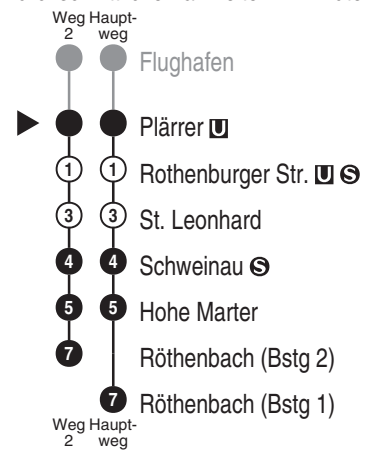 Weg Haupt-
2 weg
Flughafen
Plärrer U
1 1 Rothenburger Str. U S
3 3 St. Leonhard
4 4 Schweinau S
5 5 Hohe Marter
7 Röthenbach (Bstg 2)
7 Röthenbach (Bstg 1)
Weg Haupt-
2 weg